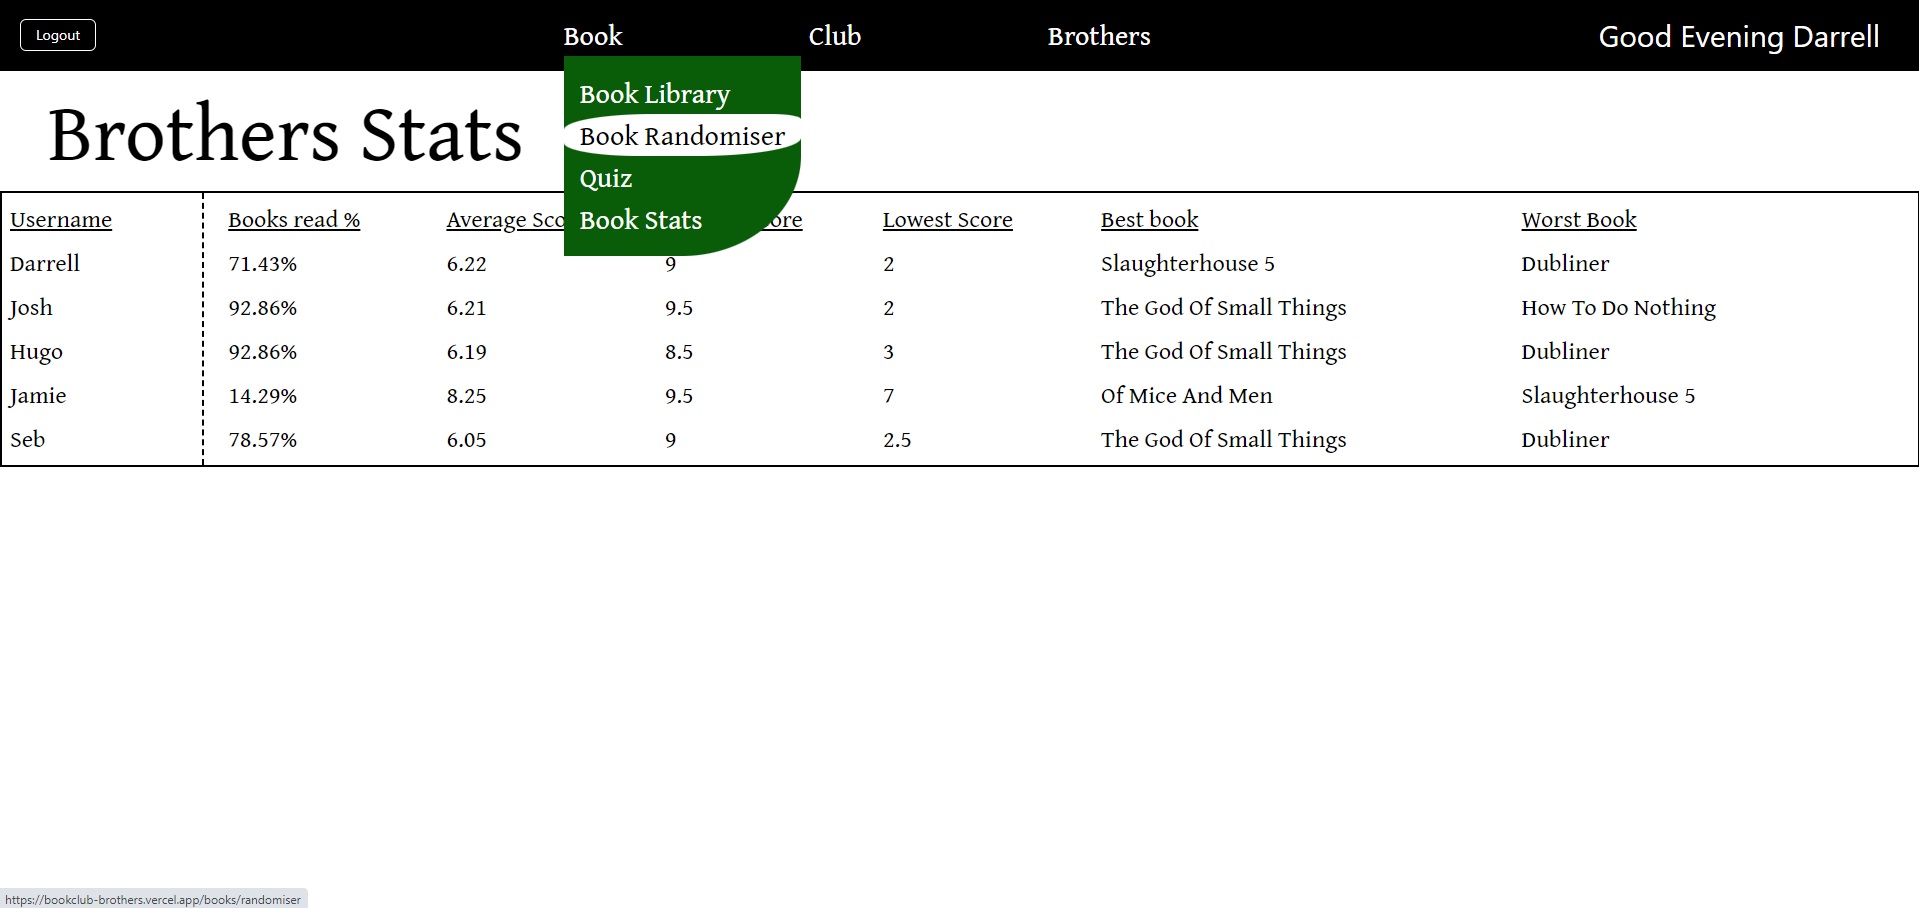 Logout Book Club Brothers Good Evening Darrell
Book Library
Brothers Stats Book Randomiser
Quiz
Username Books read % Average Sco Book Stats ore Lowest Score Best book Worst Book
Darrell 71.43% 6.22 9 2 Slaughterhouse 5 Dubliner
Josh 92.86% 6.21 9.5 2 The God Of Small Things How To Do Nothing
Hugo 92.86% 6.19 8.5 3 The God Of Small Things Dubliner
Jamie 14.29% 8.25 9.5 7 Of Mice And Men Slaughterhouse 5
Seb 78.57% 6.05 9 2.5 The God Of Small Things Dubliner
https://bookclub-brothers.vercel.app/books/randomiser